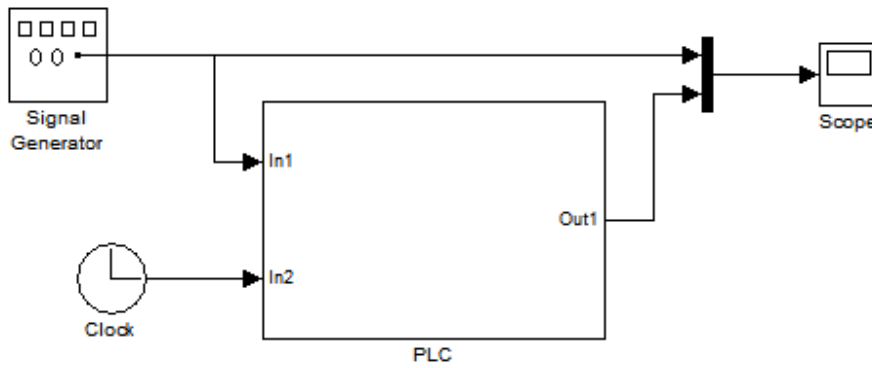 Signal
Generator
In1
Out1
In2
Clock
PLC
Scope